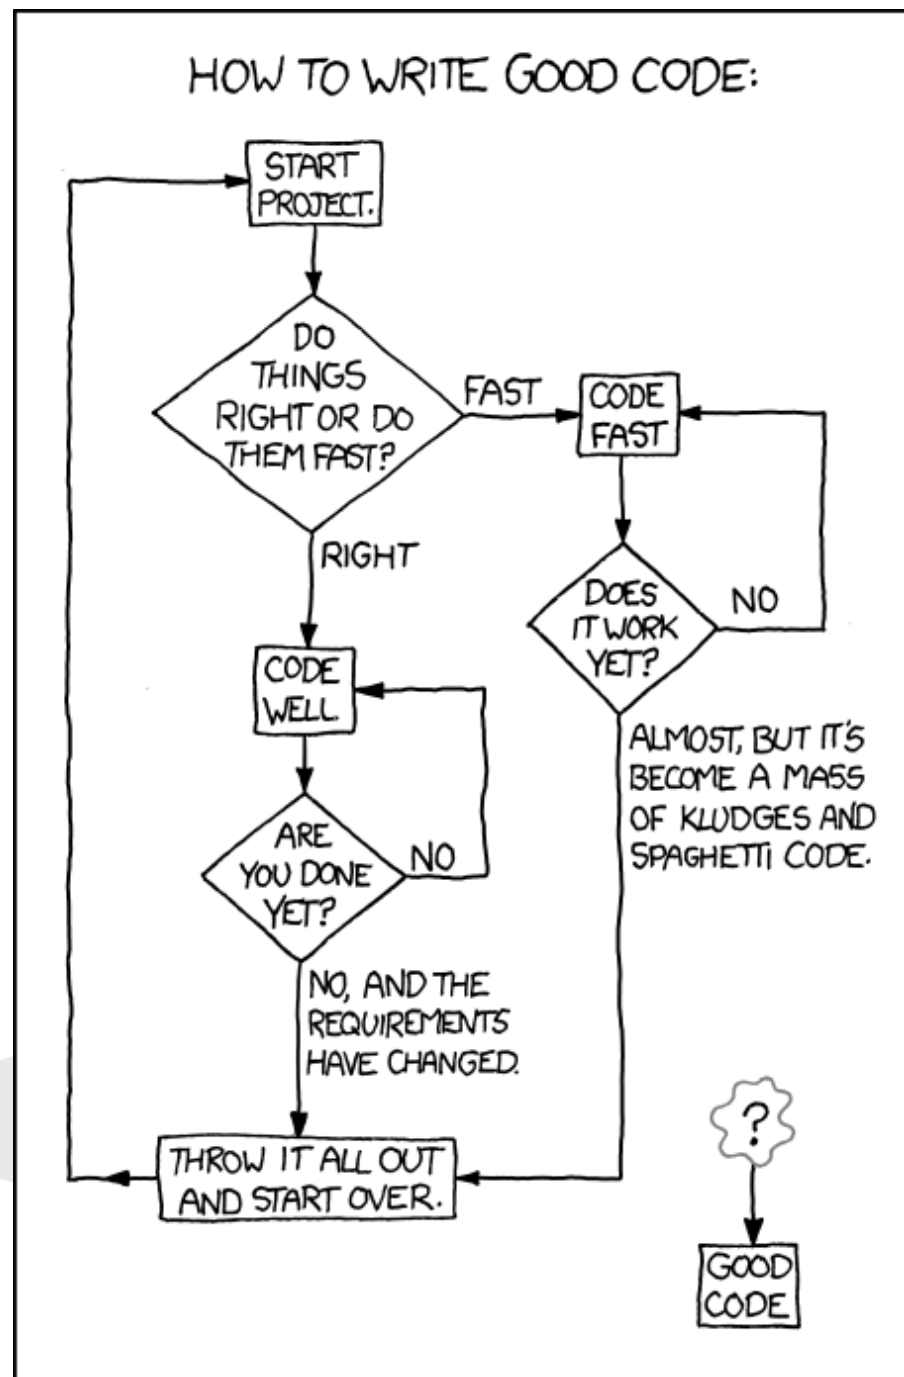 HOW TO WRITE GOOD CODE:
START
PROJECT.
DO
THINGS
RIGHT OR DO
THEM FAST?
FAST
CODE
FAST
RIGHT
DOES
IT WORK
YET?
NO
CODE
WELL
ALMOST, BUT IT'S
BECOME A MASS
OF KLUDGES AND
SPAGHETTI CODE.
ARE
YOU DONE
YET?
NO
NO, AND THE
REQUIREMENTS
HAVE CHANGED.
THROW IT ALL OUT
AND START OVER.
?
GOOD
CODE